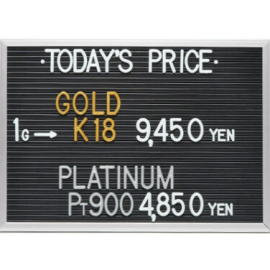 ·TODAY'S PRICE·
GOLD
1G→ K18 9,450 YEN
PLATINUM
PT900 4,850 YEN